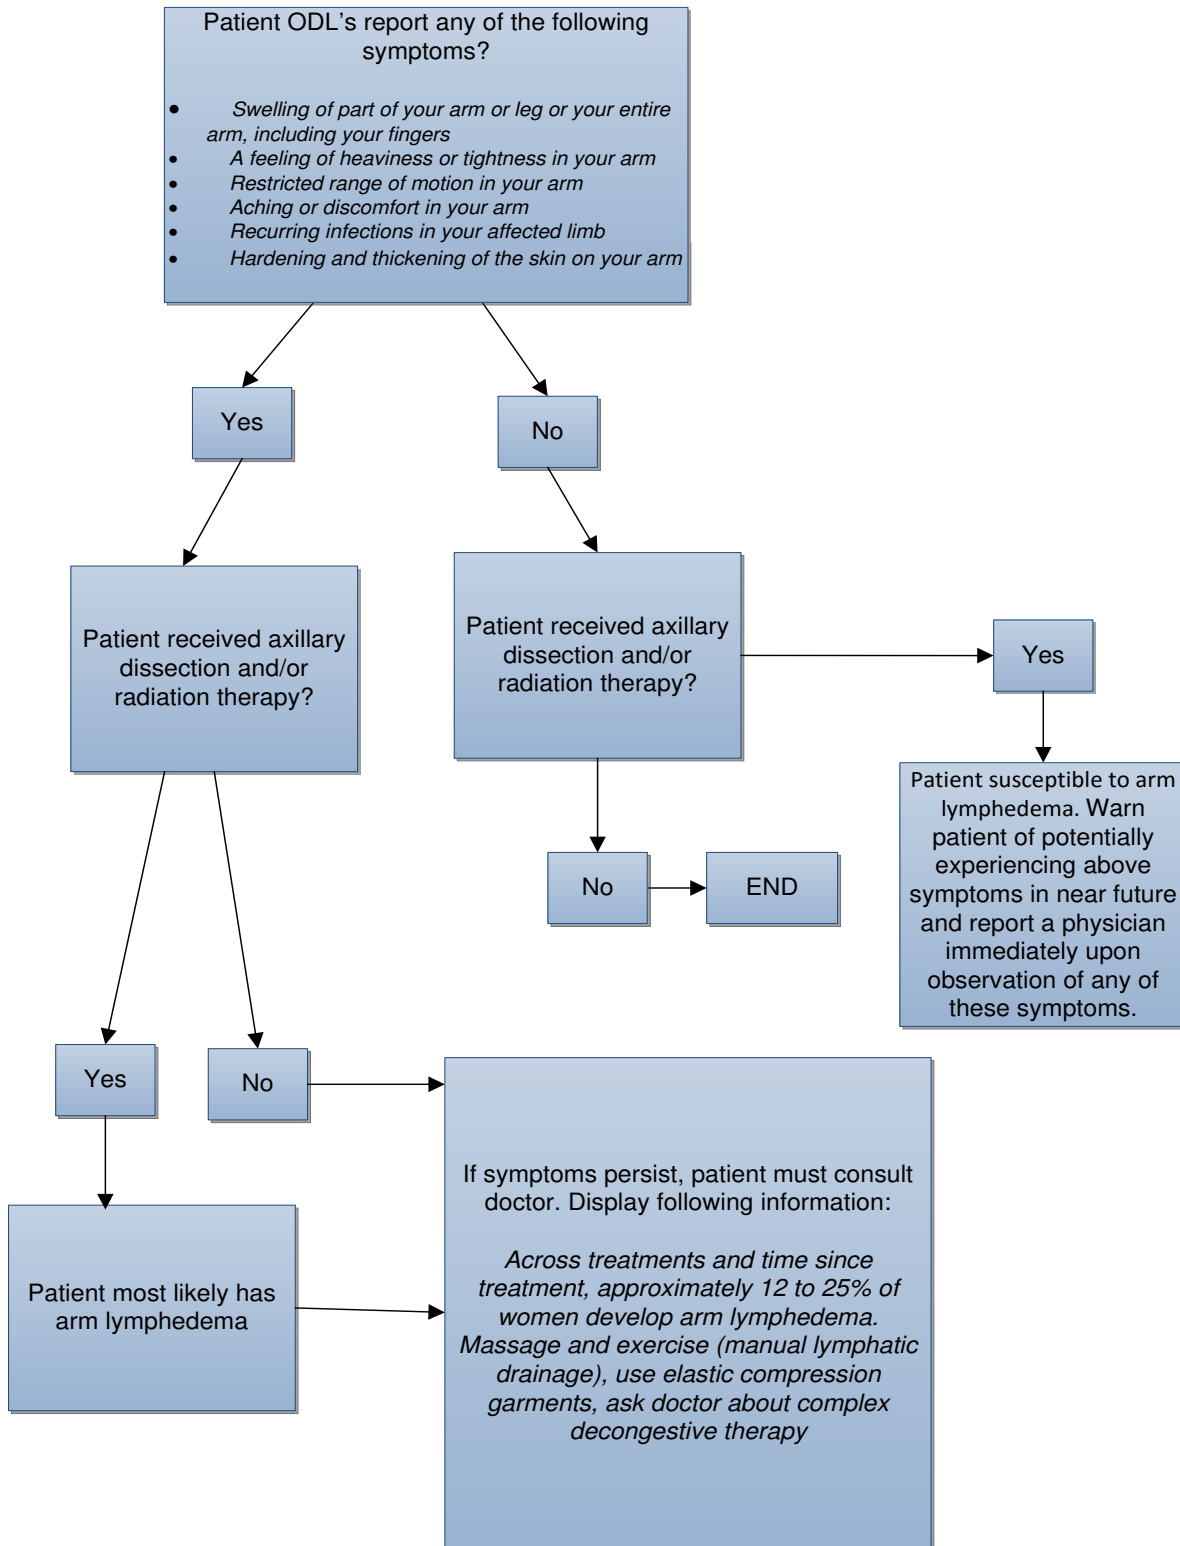 Patient ODL's report any of the following
symptoms?
• Swelling of part of your arm or leg or your entire
arm, including your fingers
• A feeling of heaviness or tightness in your arm
• Restricted range of motion in your arm
• Aching or discomfort in your arm
• Recurring infections in your affected limb
• Hardening and thickening of the skin on your arm
Yes
No
Patient received axillary
dissection and/or
radiation therapy?
Patient received axillary
dissection and/or
radiation therapy?
Yes
Patient susceptible to arm
lymphedema. Warn
patient of potentially
experiencing above
symptoms in near future
and report a physician
immediately upon
observation of any of
these symptoms.
No
END
Yes
No
Patient most likely has
arm lymphedema
If symptoms persist, patient must consult
doctor. Display following information:
Across treatments and time since
treatment, approximately 12 to 25% of
women develop arm lymphedema.
Massage and exercise (manual lymphatic
drainage), use elastic compression
garments, ask doctor about complex
decongestive therapy